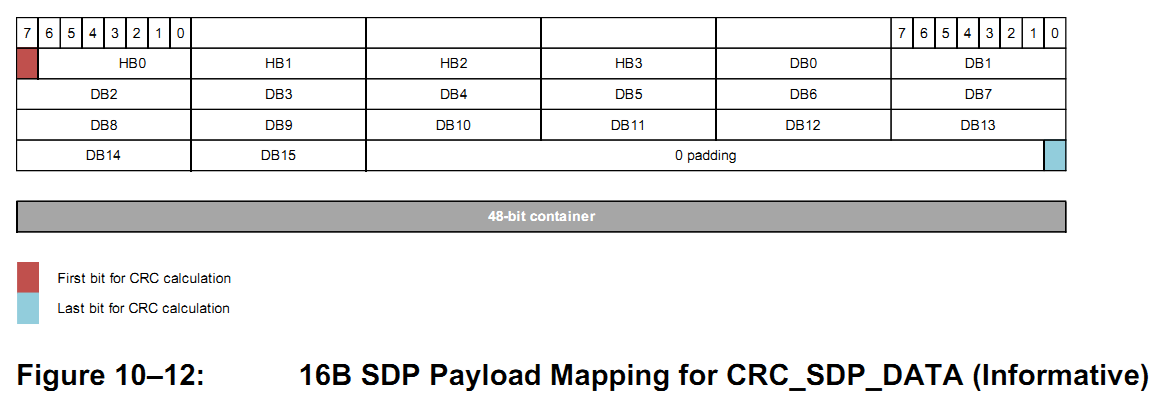 7 6 5 4 3 2 1 0 7 6 5 4 3 2 1 0
HB0 HB1 HB2 HB3 DB0 DB1
DB2 DB3 DB4 DB5 DB6 DB7
DB8 DB9 DB10 DB11 DB12 DB13
DB14 DB15 0 padding
48-bit container
First bit for CRC calculation
Last bit for CRC calculation
Figure 10–12: 16B SDP Payload Mapping for CRC_SDP_DATA (Informative)